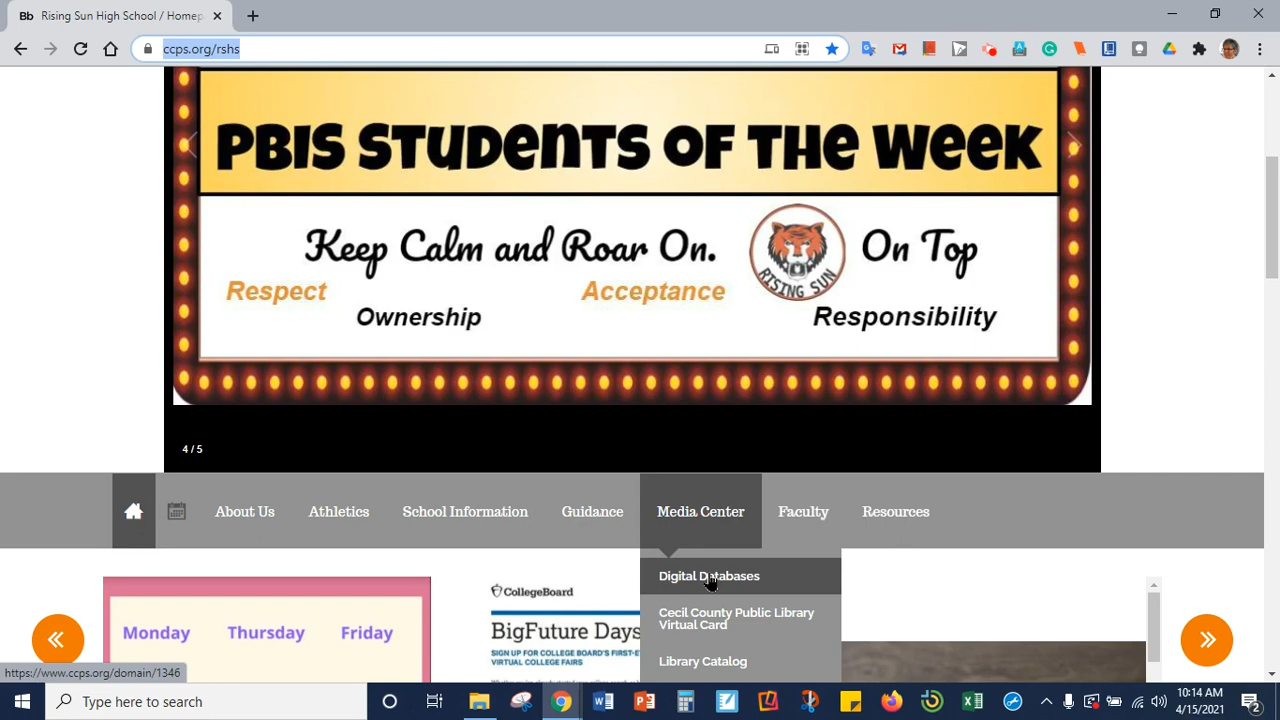 Rising Sun High School / Homep
ccps.org/rshs
PBIS STUDENTS OF THE WEEK
Keep Calm and Roar On. On Top
RISING SUN
Respect Acceptance
Ownership Responsibility
4 / 5
About Us Athletics School Information Guidance Media Center Faculty Resources
Digital Databases
Cecil County Public Library
Virtual Card
Library Catalog
Monday Thursday Friday
CollegeBoard
BigFuture Days
SIGN UP FOR COLLEGE BOARD'S FIRST-E
VIRTUAL COLLEGE FAIRS
https://www.ccps.org/domain/1346
Type here to search
10:14 AM
4/15/2021
2